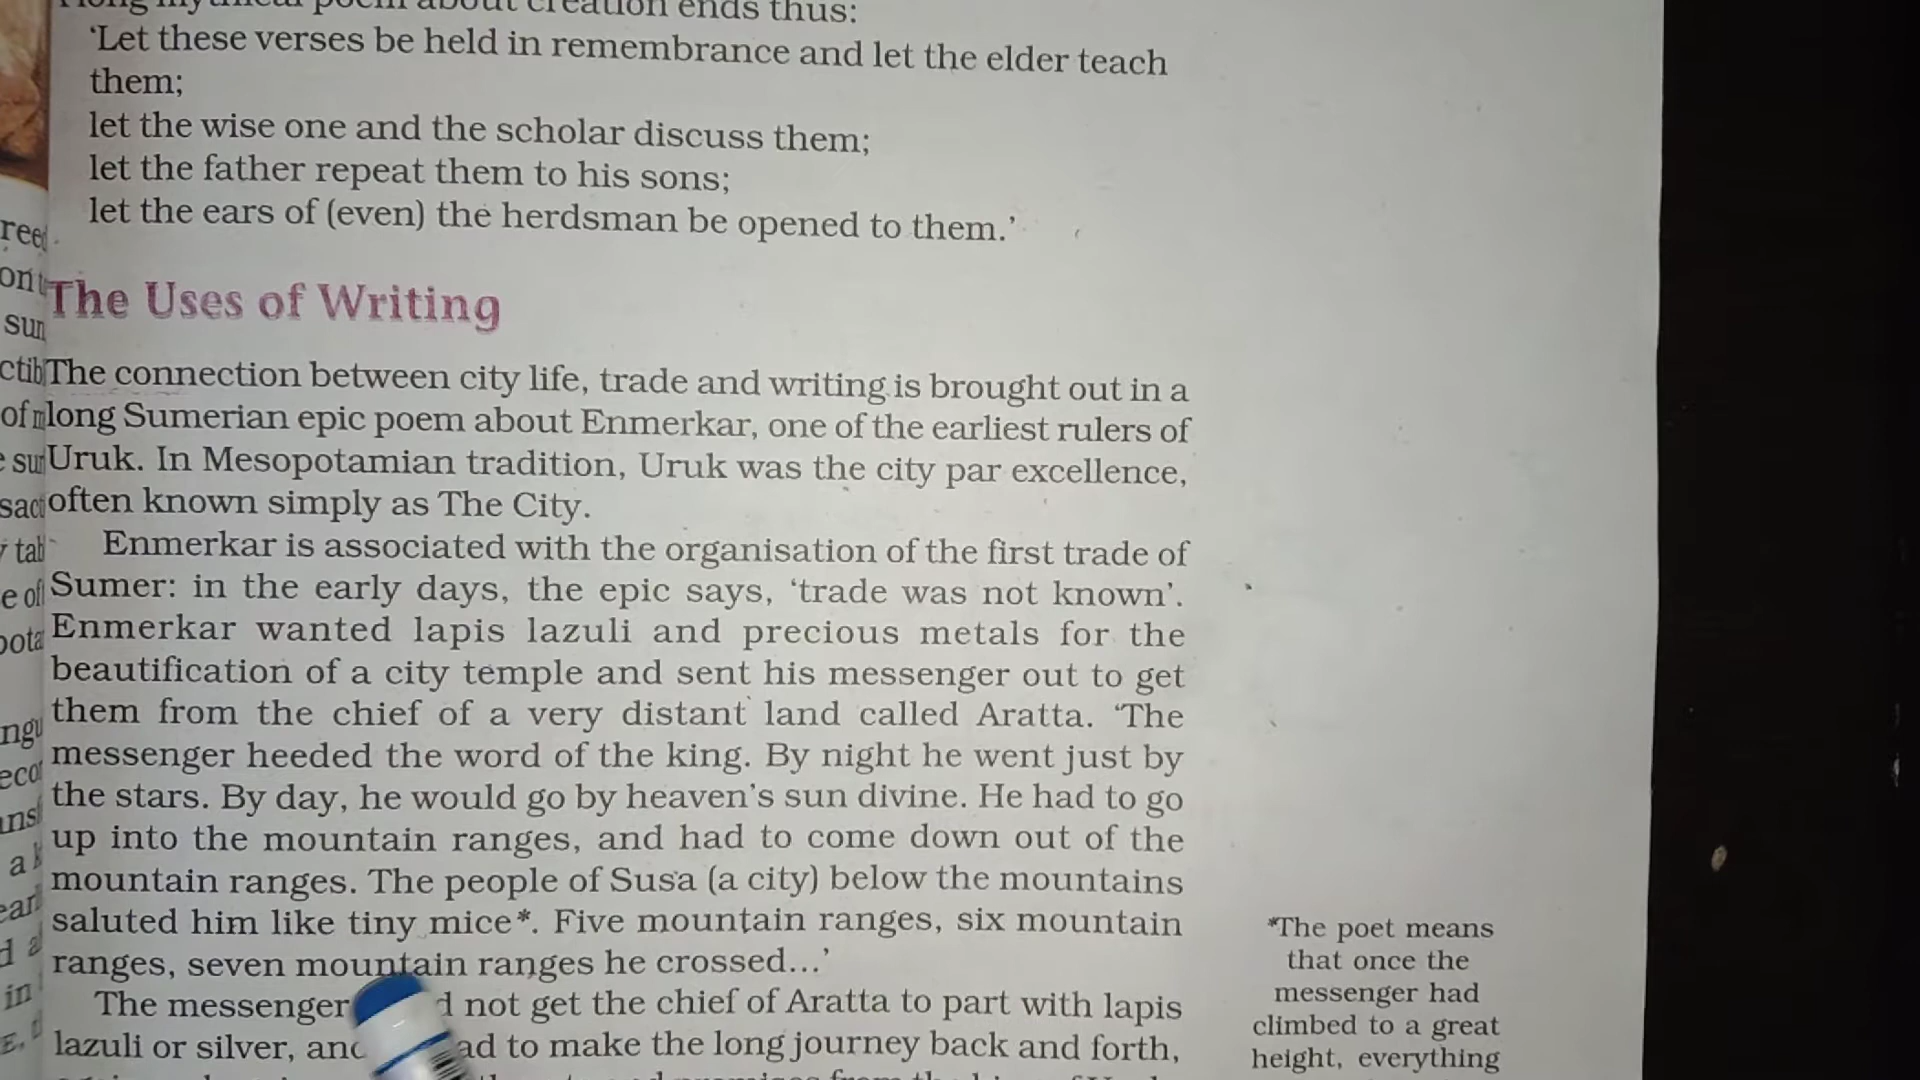 long mythical poem about creation ends thus:
‘Let these verses be held in remembrance and let the elder teach
them;
let the wise one and the scholar discuss them;
let the father repeat them to his sons;
let the ears of (even) the herdsman be opened to them.’
The Uses of Writing
The connection between city life, trade and writing is brought out in a
long Sumerian epic poem about Enmerkar, one of the earliest rulers of
Uruk. In Mesopotamian tradition, Uruk was the city par excellence,
often known simply as The City.
Enmerkar is associated with the organisation of the first trade of
Sumer: in the early days, the epic says, ‘trade was not known’.
Enmerkar wanted lapis lazuli and precious metals for the
beautification of a city temple and sent his messenger out to get
them from the chief of a very distant land called Aratta. ‘The
messenger heeded the word of the king. By night he went just by
the stars. By day, he would go by heaven’s sun divine. He had to go
up into the mountain ranges, and had to come down out of the
mountain ranges. The people of Susa (a city) below the mountains
saluted him like tiny mice*. Five mountain ranges, six mountain
ranges, seven mountain ranges he crossed...’
The messenger not get the chief of Aratta to part with lapis
lazuli or silver, to make the long journey back and forth,
*The poet means
that once the
messenger had
climbed to a great
height, everything